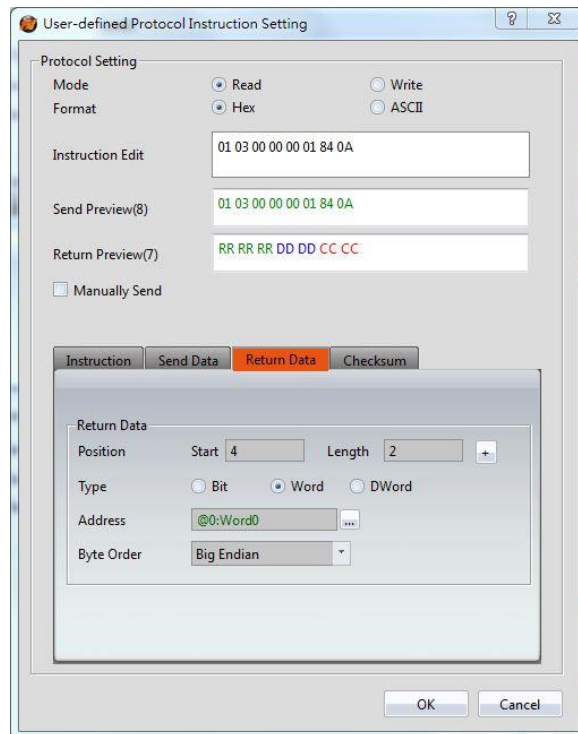 User-defined Protocol Instruction Setting
Protocol Setting
Mode Read Write
Format Hex ASCII
Instruction Edit 01 03 00 00 00 01 84 0A
Send Preview(8) 01 03 00 00 00 01 84 0A
Return Preview(7) RR RR RR DD DD CC CC
Manually Send
Instruction Send Data Return Data Checksum
Return Data
Position Start 4 Length 2 +
Type Bit Word DWord
Address @0:Word0 ...
Byte Order Big Endian
OK Cancel